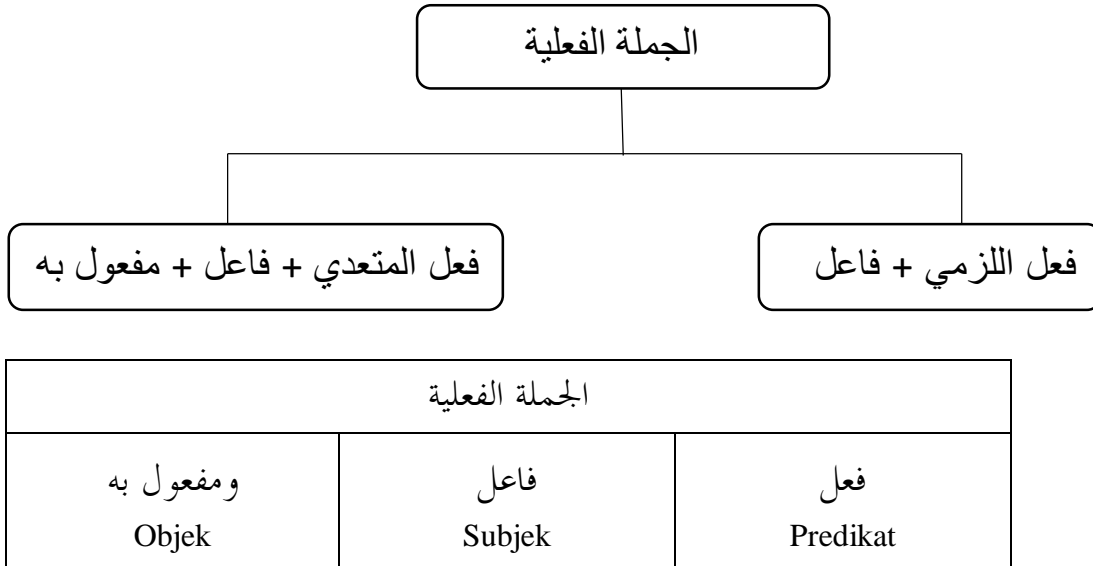 الجملة الفعلية
فعل اللزمي + فاعل
فعل المتعدي + فاعل + مفعول به
الجملة الفعلية
فعل
Predikat
فاعل
Subjek
ومفعول به
Objek